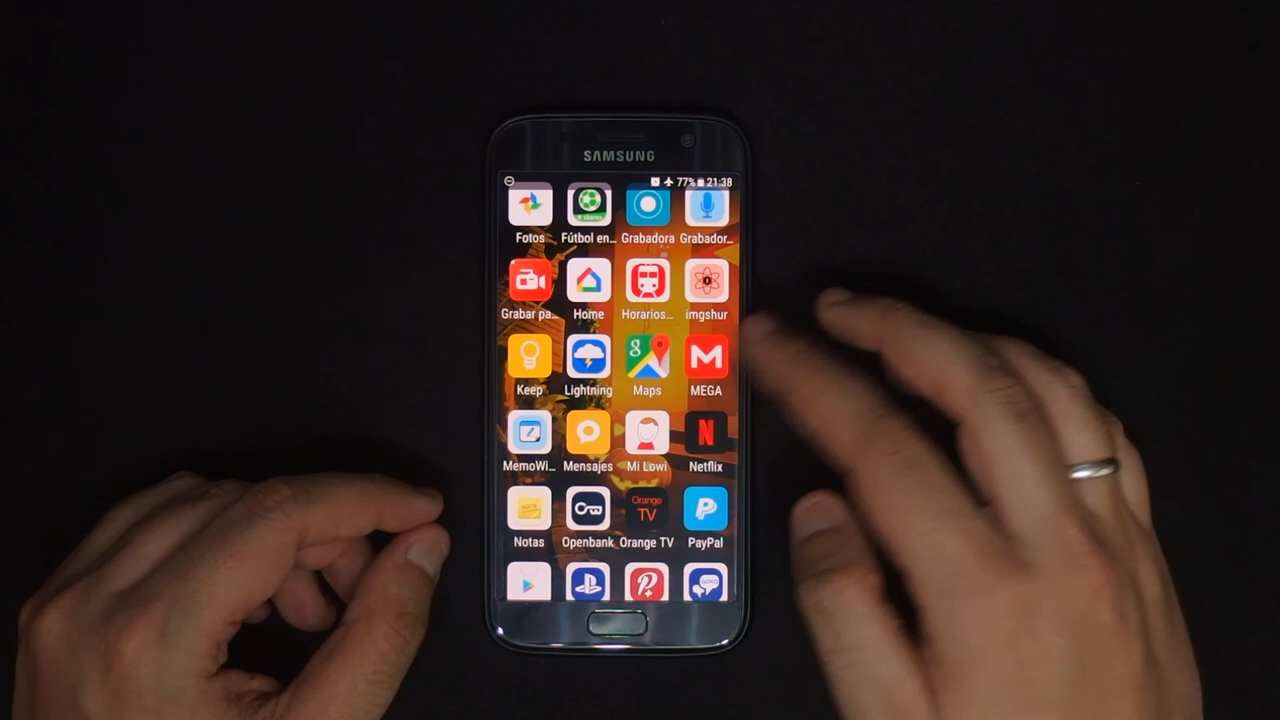 SAMSUNG
77% 21:38
Fotos Fútbol en... Grabadora Grabador...
Grabar pa... Home Horarios... imgshur
Keep Lightning Maps MEGA
MemoWi... Mensajes Mi Lowi Netflix
NOTE Orange TV
Notas Openbank Orange TV PayPal